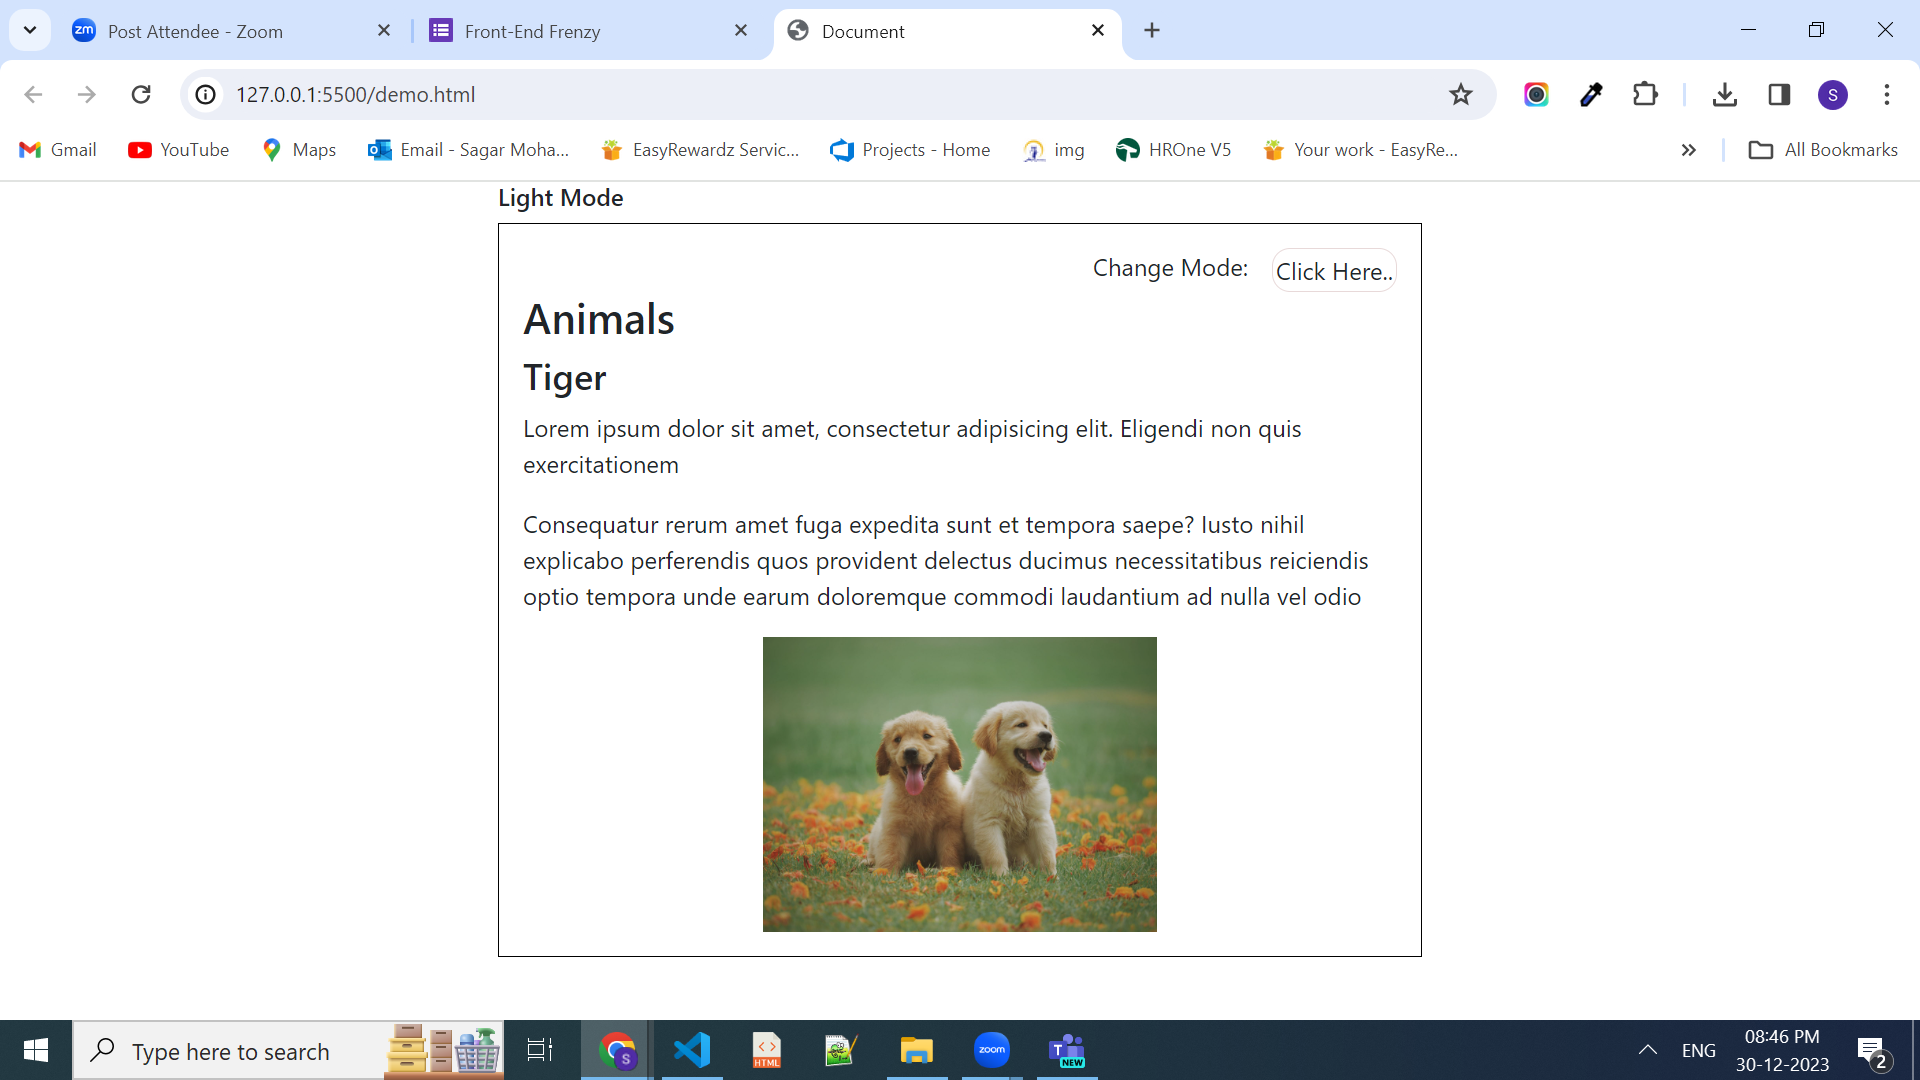 zm Post Attendee - Zoom
Front-End Frenzy
Document
127.0.0.1:5500/demo.html
S
Gmail
YouTube
Maps
Email - Sagar Moha...
EasyRewardz Servic...
Projects - Home
img
HROne V5
Your work - EasyRe...
All Bookmarks
Light Mode
Change Mode: Click Here..
Animals
Tiger
Lorem ipsum dolor sit amet, consectetur adipisicing elit. Eligendi non quis
exercitationem
Consequatur rerum amet fuga expedita sunt et tempora saepe? Iusto nihil
explicabo perferendis quos provident delectus ducimus necessitatibus reiciendis
optio tempora unde earum doloremque commodi laudantium ad nulla vel odio
Type here to search
S
HTML
zoom
T
NEW
ENG
08:46 PM
30-12-2023
2